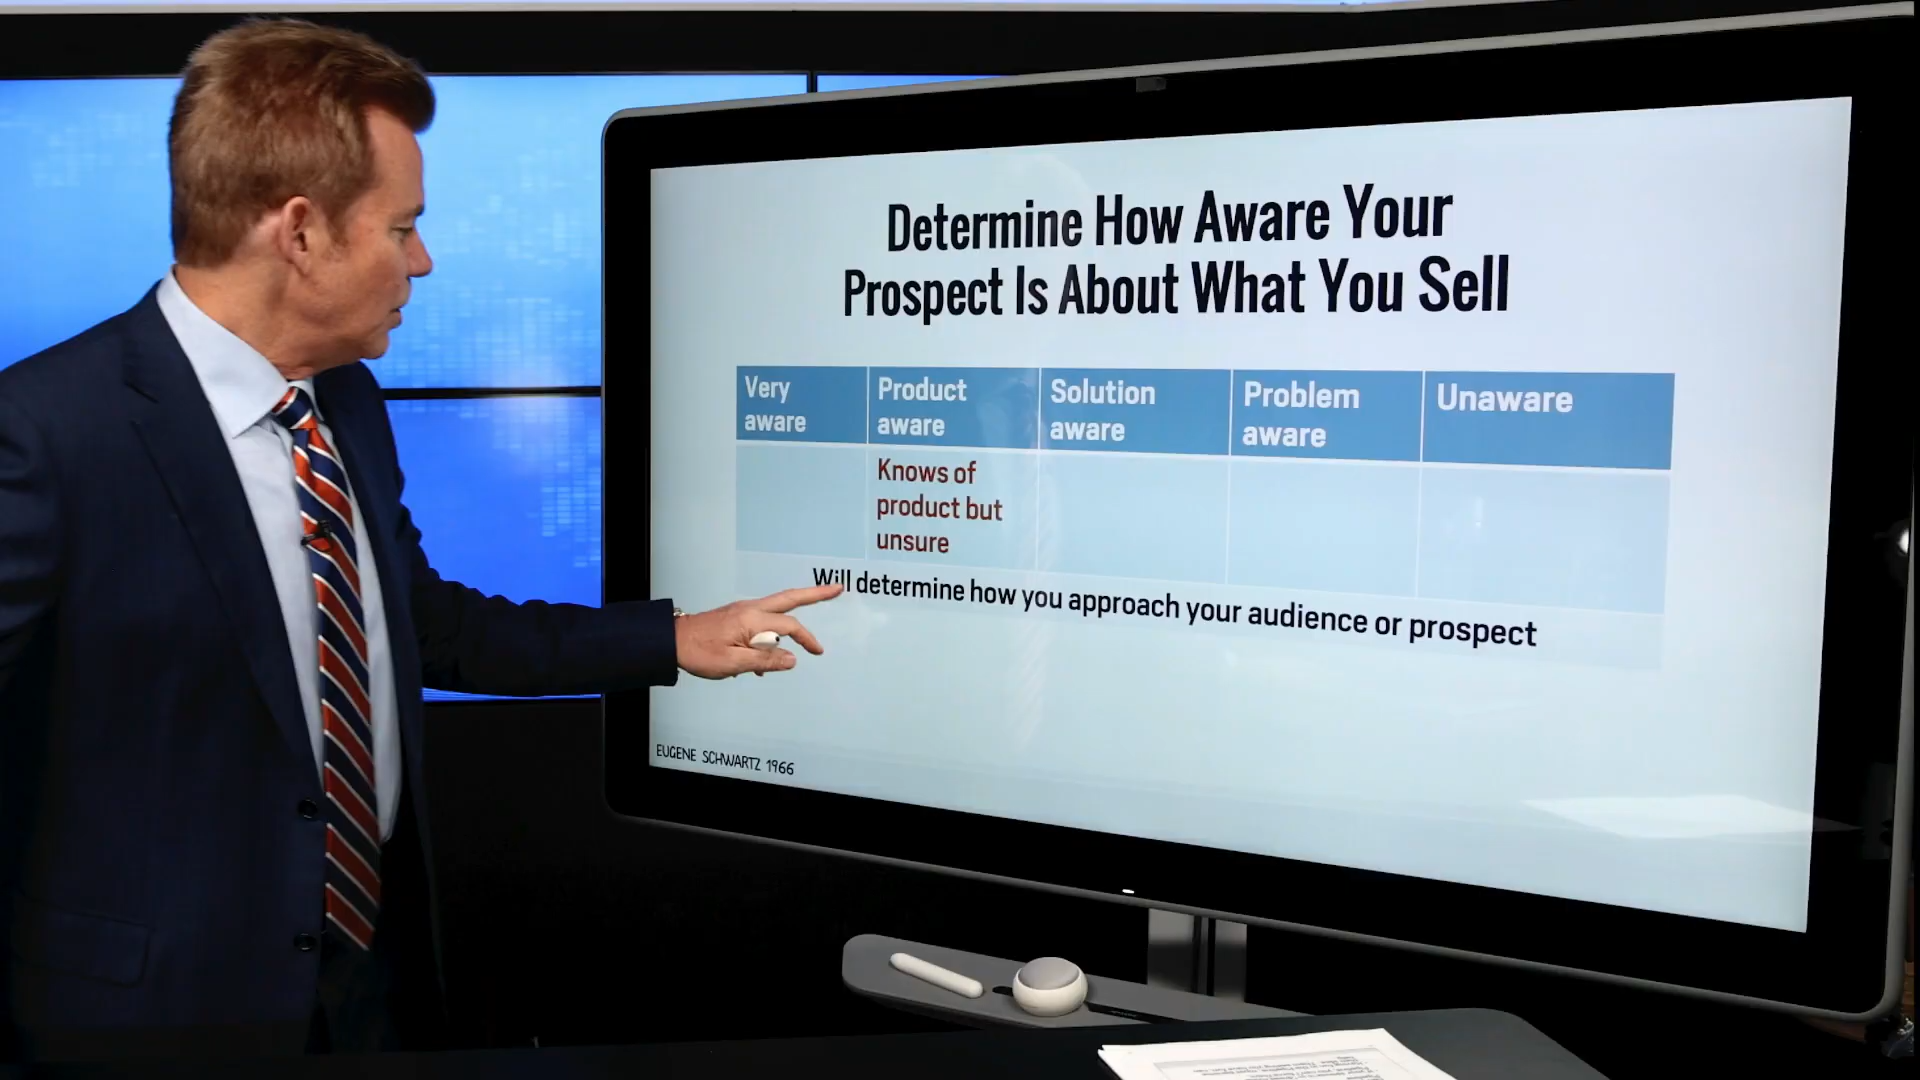 Determine How Aware Your
Prospect Is About What You Sell
Very
aware
Product
aware
Solution
aware
Problem
aware
Unaware
Knows of
product but
unsure
Will determine how you approach your audience or prospect
EUGENE SCHWARTZ 1966